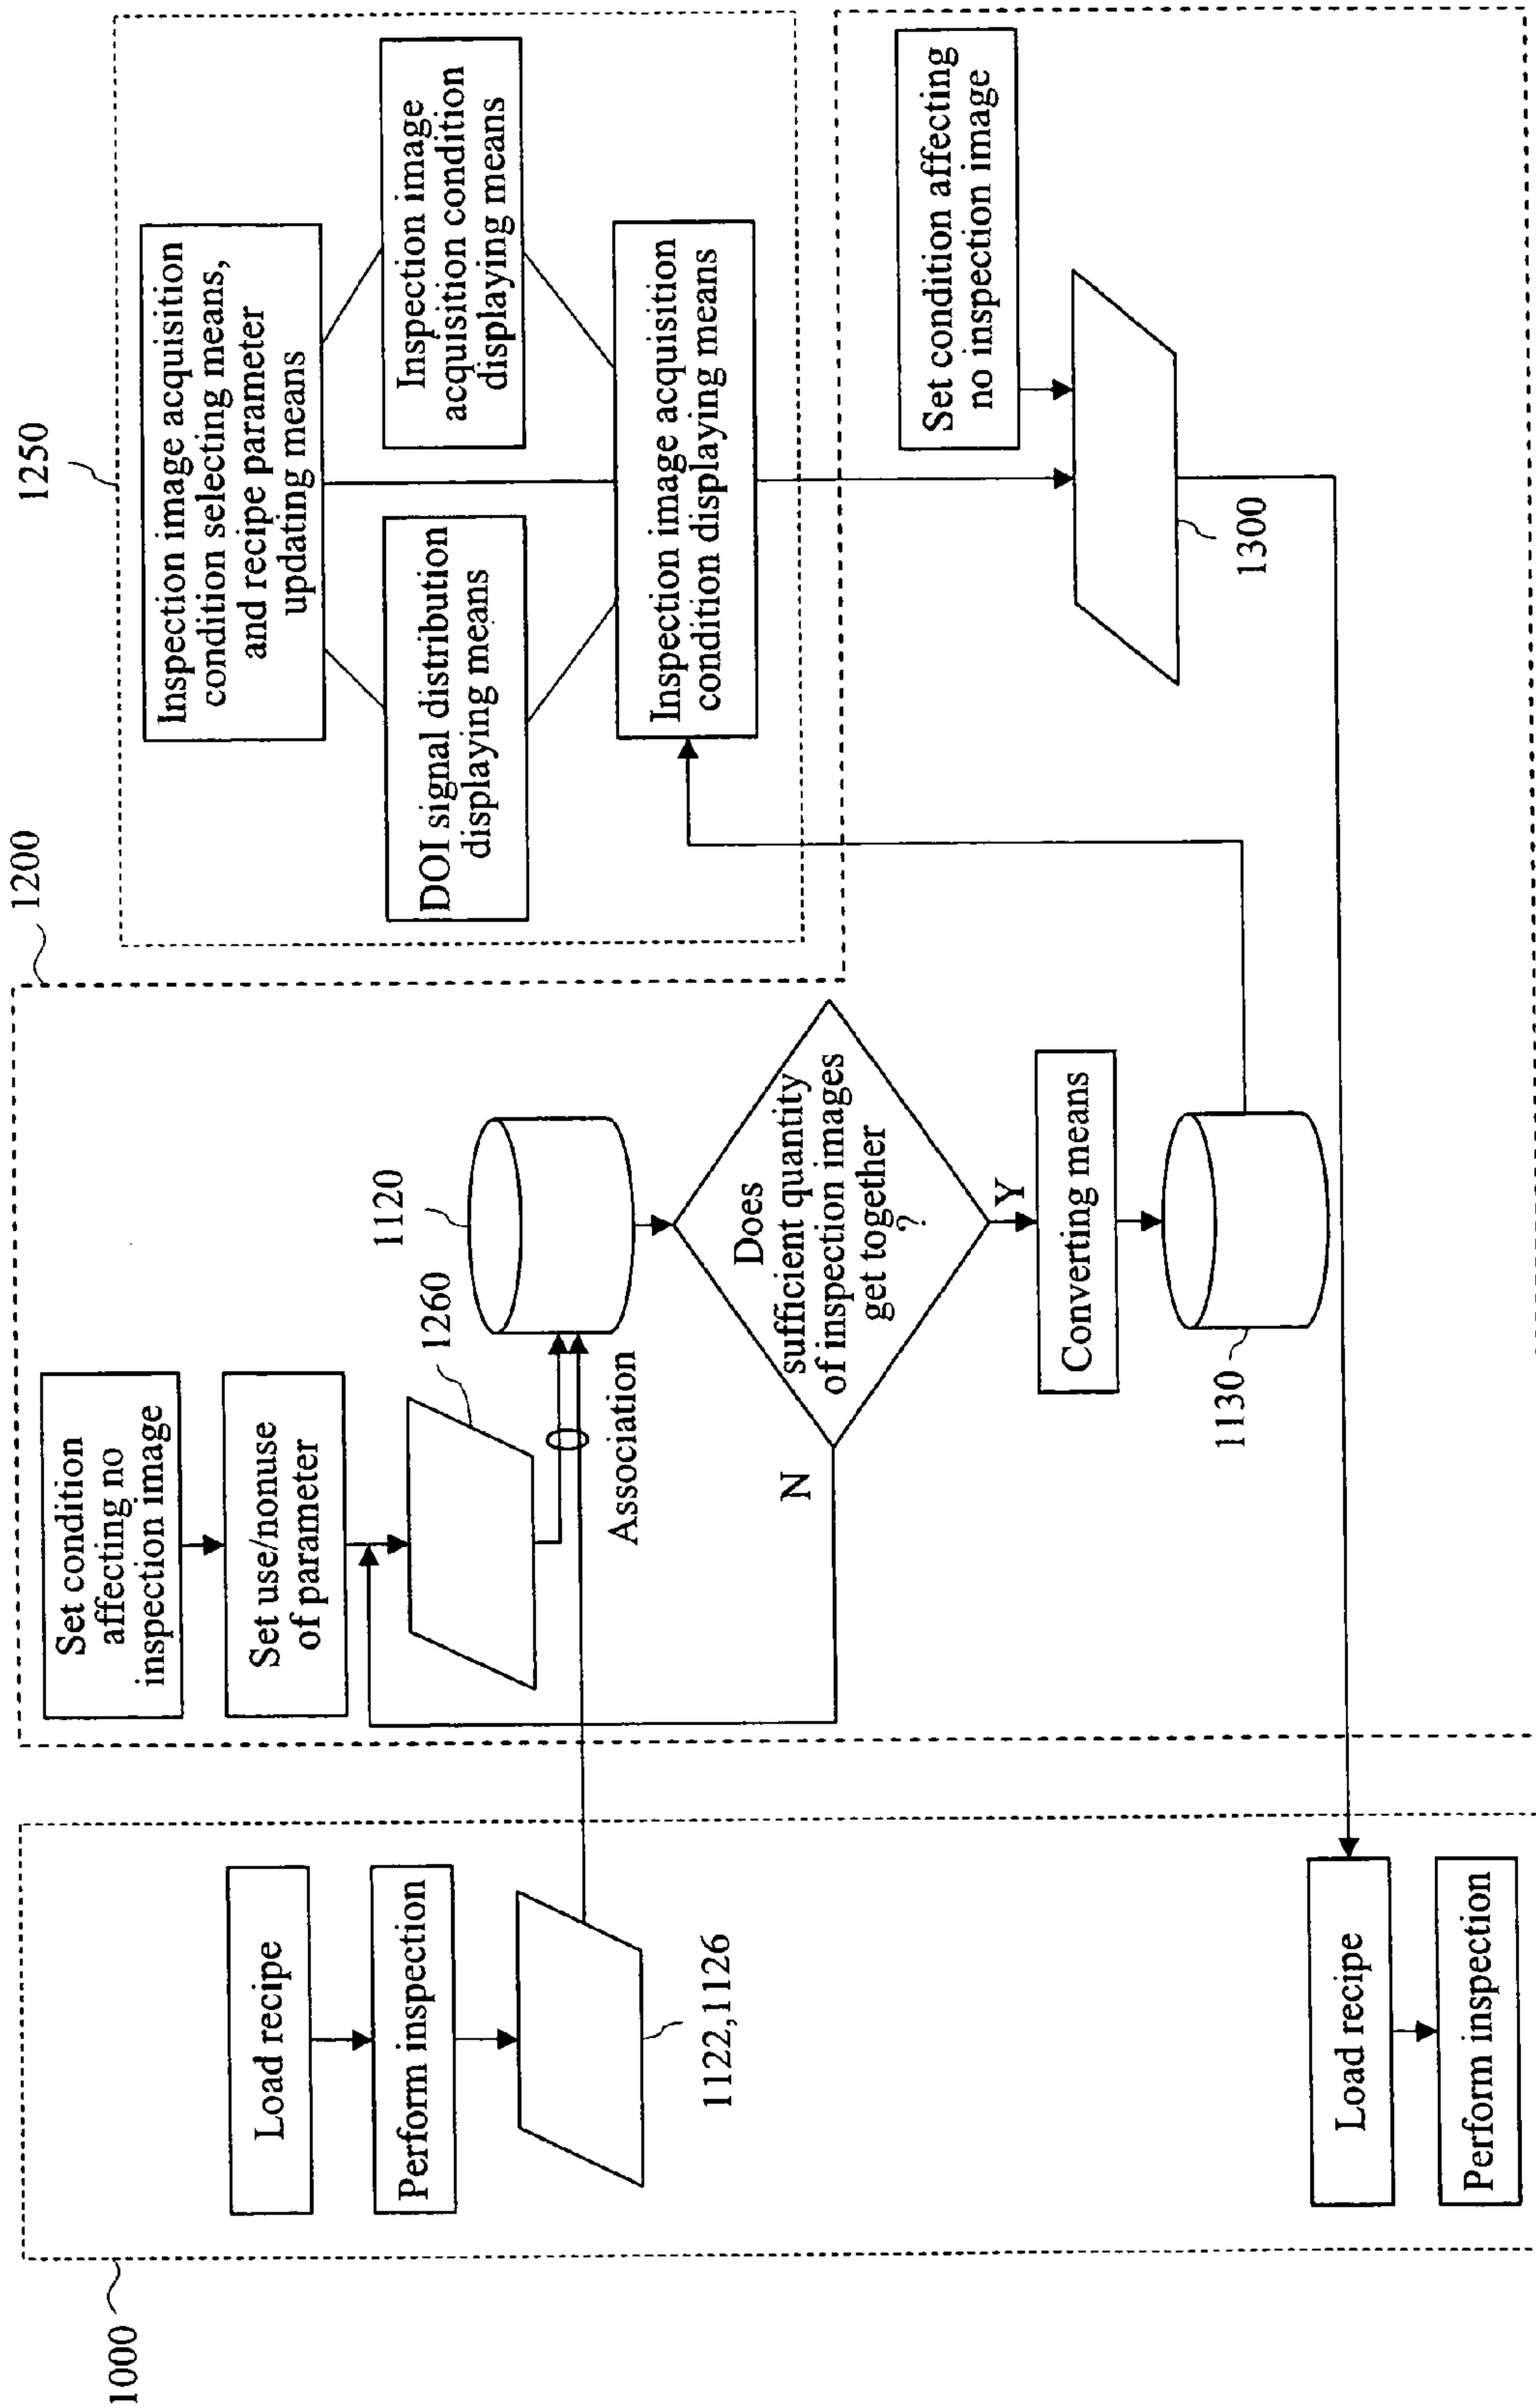 1000
Load recipe
Perform inspection
1122,1126
Load recipe
Perform inspection
1200
Set condition
affecting no
inspection image
Set use/nonuse
of parameter
1260
Association
1120
Does
sufficient quantity
of inspection images
get together
?
N
Y
Converting means
1130
1250
Inspection image acquisition
condition selecting means,
and recipe parameter
updating means
DOI signal distribution
displaying means
Inspection image
acquisition condition
displaying means
Inspection image acquisition
condition displaying means
Set condition affecting
no inspection image
1300